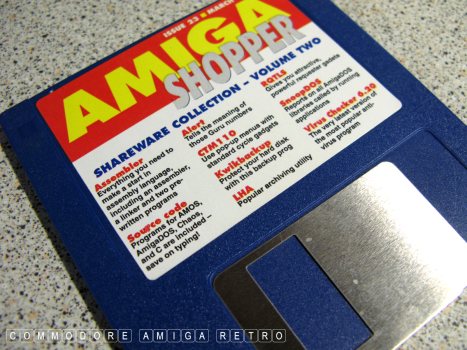 ISSUE 23 ■ MARCH
AMIGA
SHOPPER
SHAREWARE COLLECTION – VOLUME TWO
Assembler
Everything you need to
make a start in
assembly language,
including an assembler,
a linker and two pre-
written programs
Source code
Programs for AMOS,
AmigaDOS, Chaos,
and C are included –
save on typing!
Alert
Tells the meaning of
those Guru numbers
CTM110
Use pop-up menus with
standard cycle gadgets
Kwikbakup
Protect your hard disk
with this backup prog
LHA
Popular archiving utility
RQTLS
Gives you attractive,
powerful requester gadets
SnoopDOS
Reports on all AmigaDOS
libraries called by running
applications
Virus Checker 6.30
The very latest version of
the most popular anti
virus program
COMMODORE AMIGA RETRO